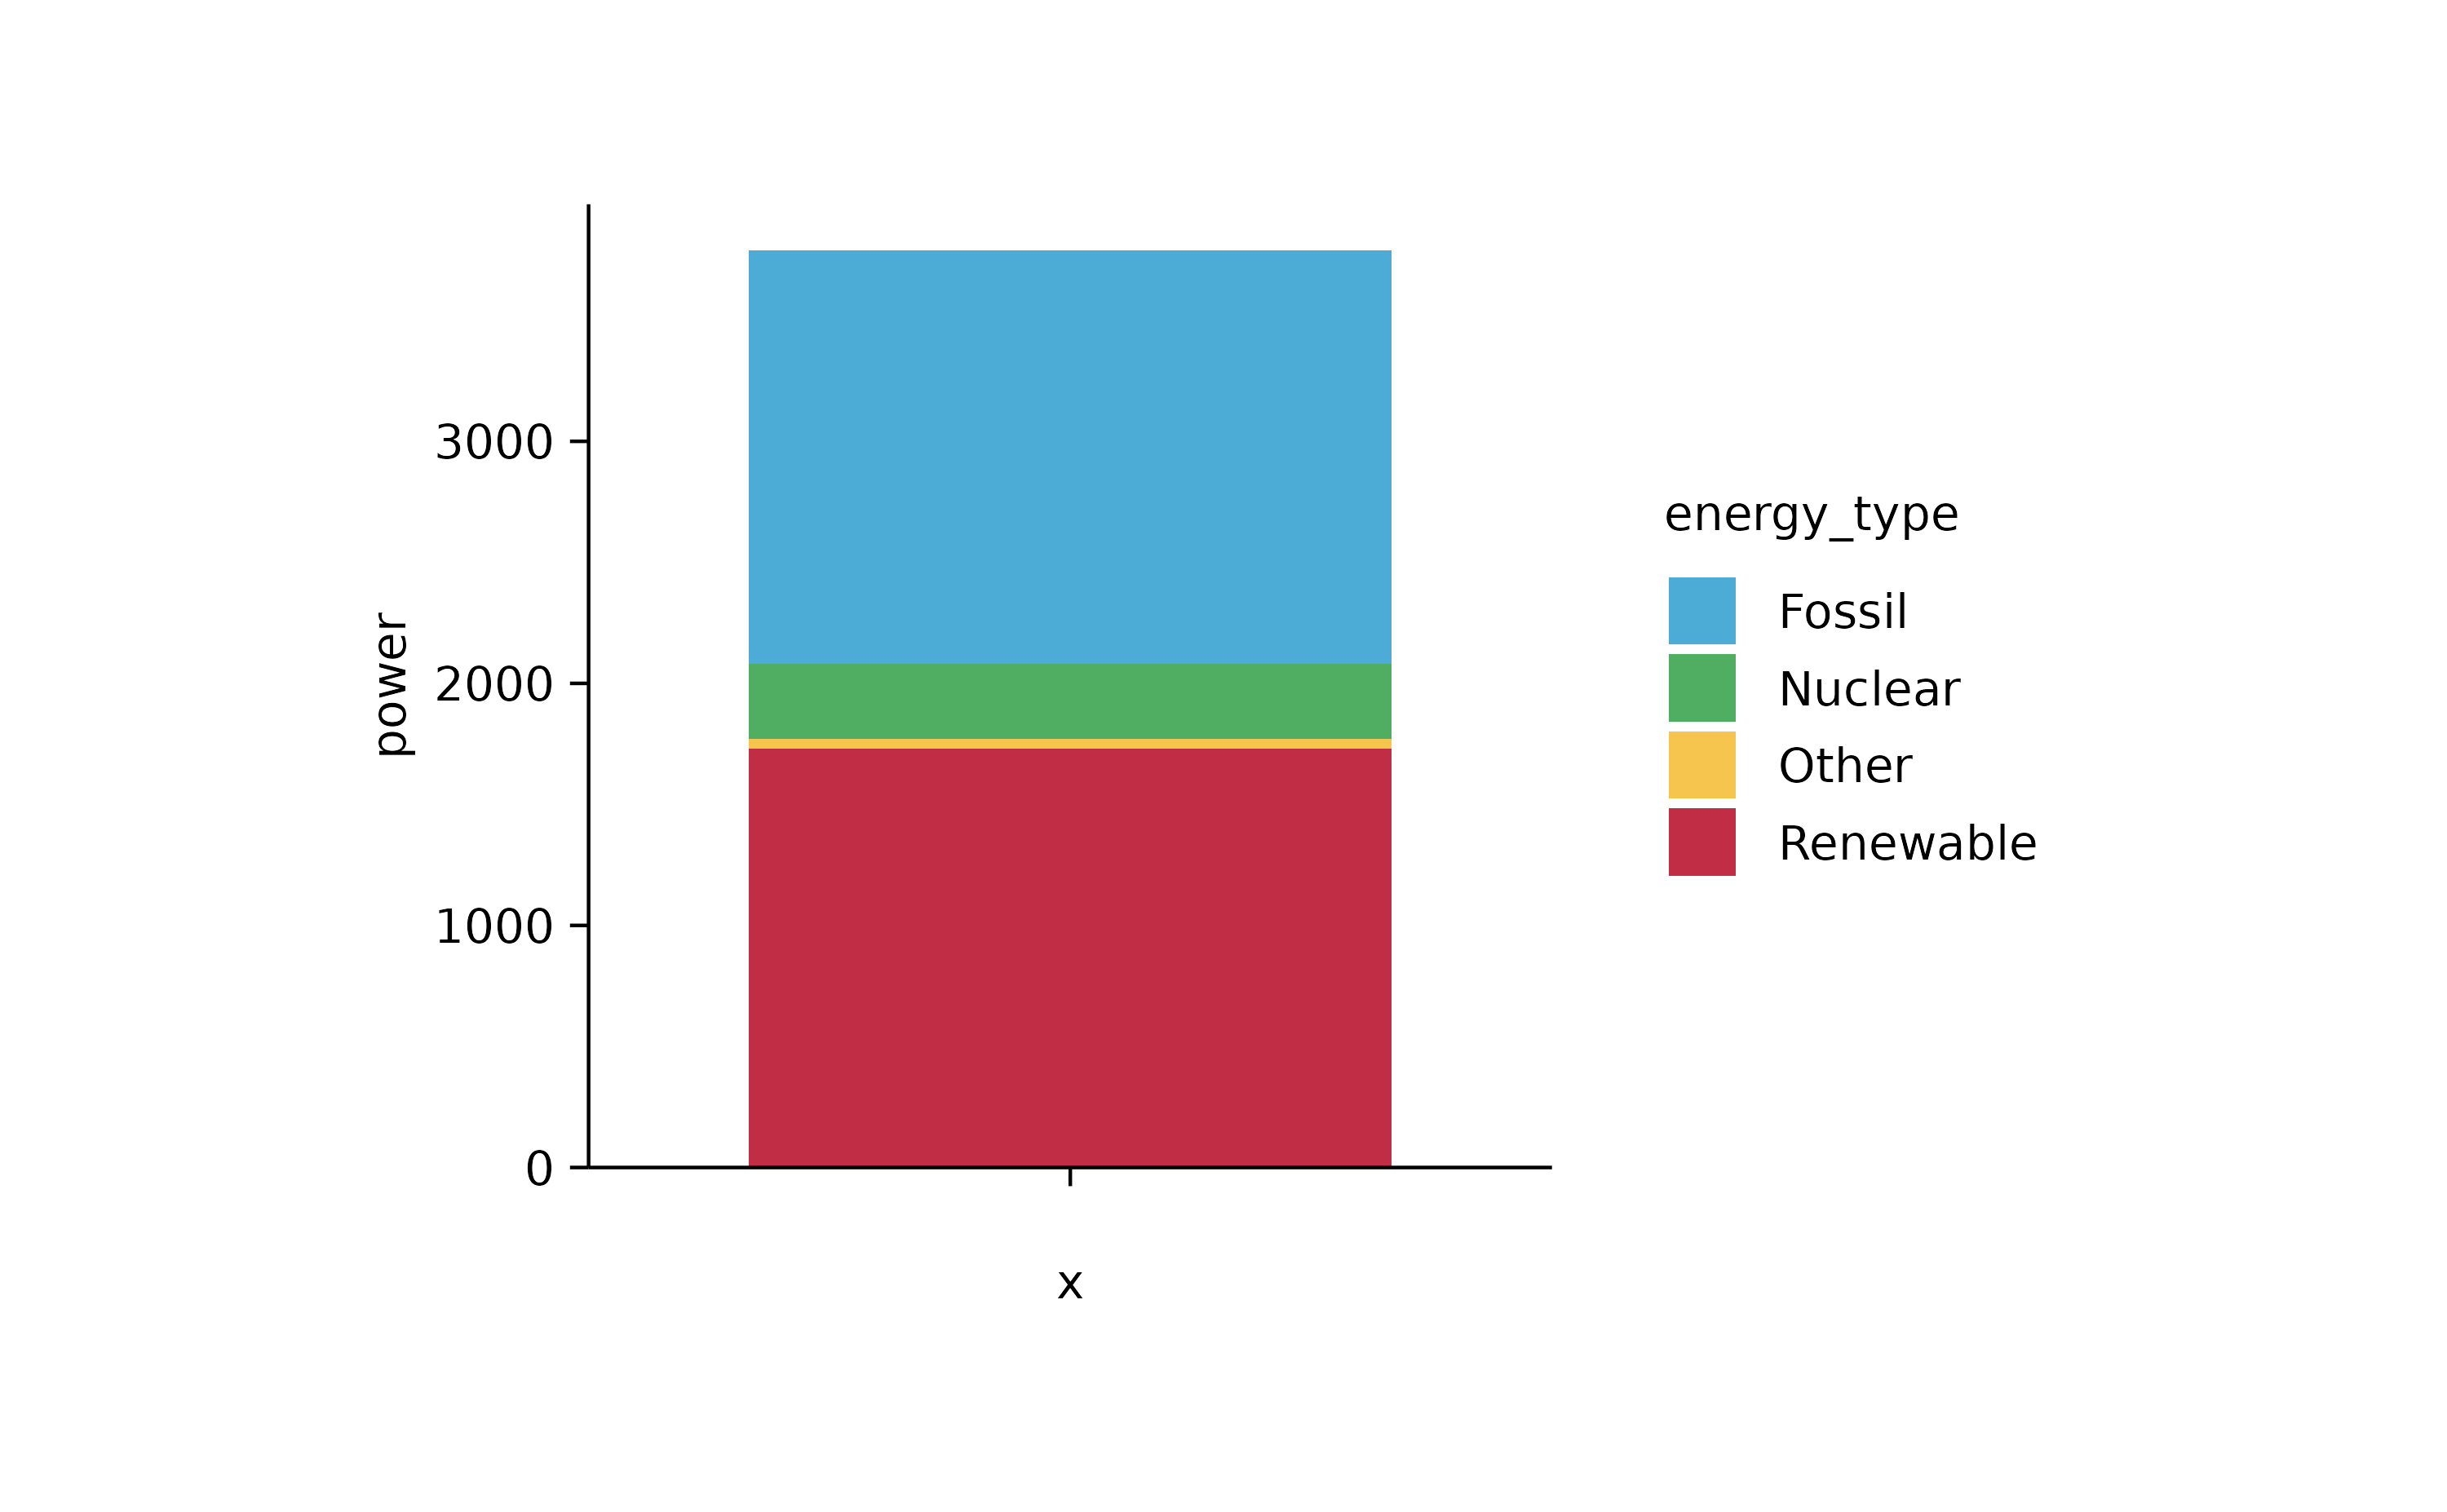 3000
2000
1000
0
power
x
energy_type
Fossil
Nuclear
Other
Renewable